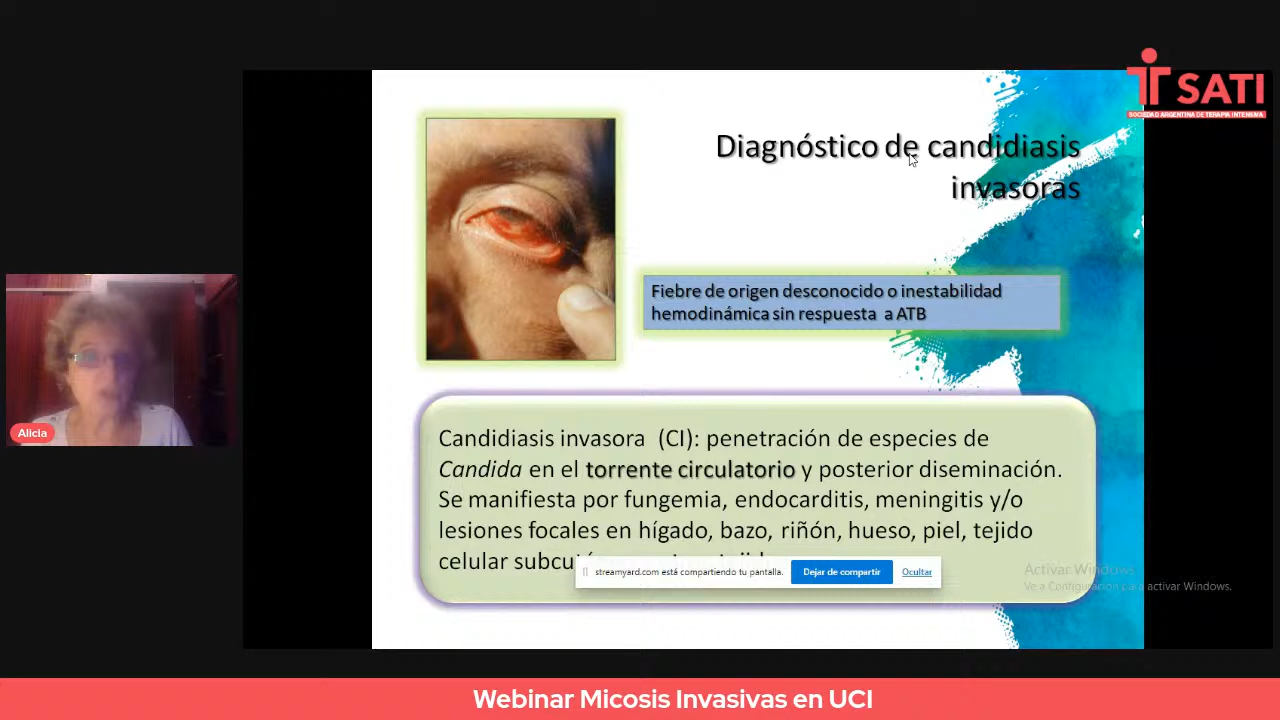 SATI
SOCIEDAD ARGENTINA DE TERAPIA INTENSIVA
Diagnóstico de candidiasis
invasoras
Fiebre de origen desconocido o inestabilidad
hemodinámica sin respuesta a ATB
Candidiasis invasora (CI): penetración de especies de
Candida en el torrente circulatorio y posterior diseminación.
Se manifiesta por fungemia, endocarditis, meningitis y/o
lesiones focales en hígado, bazo, riñón, hueso, piel, tejido
celular
streamyard.com está compartiendo tu pantalla.
Dejar de compartir
Ocultar
Activar Windows
Ve a Configuración para activar Windows.
Alicia
Webinar Micosis Invasivas en UCI